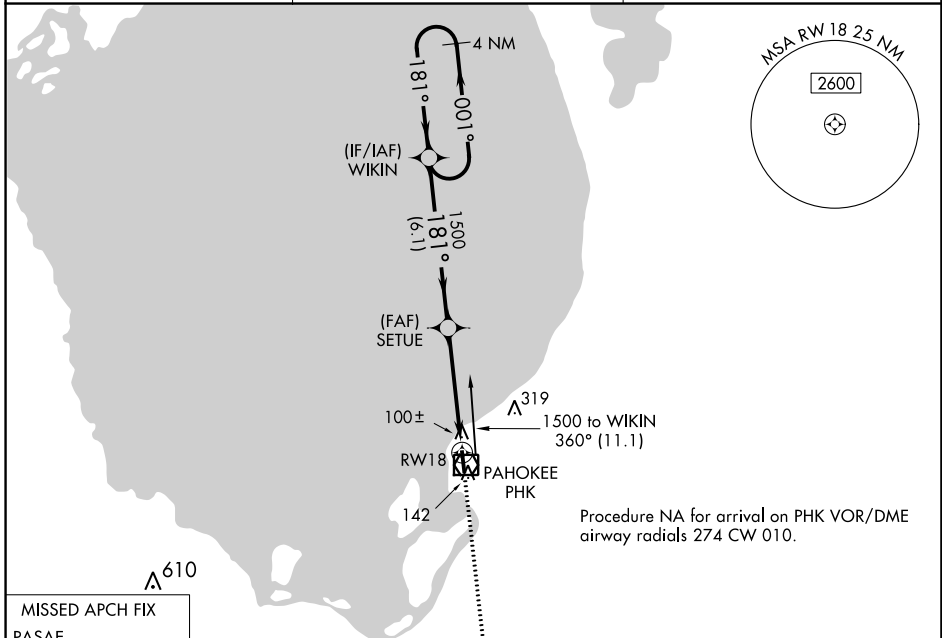 4 NM
181°
001°
(IF/IAF)
WIKIN
1500
181°
(6.1)
(FAF)
SETUE
100±
319
1500 to WIKIN
360° (11.1)
RW18
PAHOKEE
PHK
142
610
MSA RW 18 25 NM
2600
Procedure NA for arrival on PHK VOR/DME
airway radials 274 CW 010.
MISSED APCH FIX